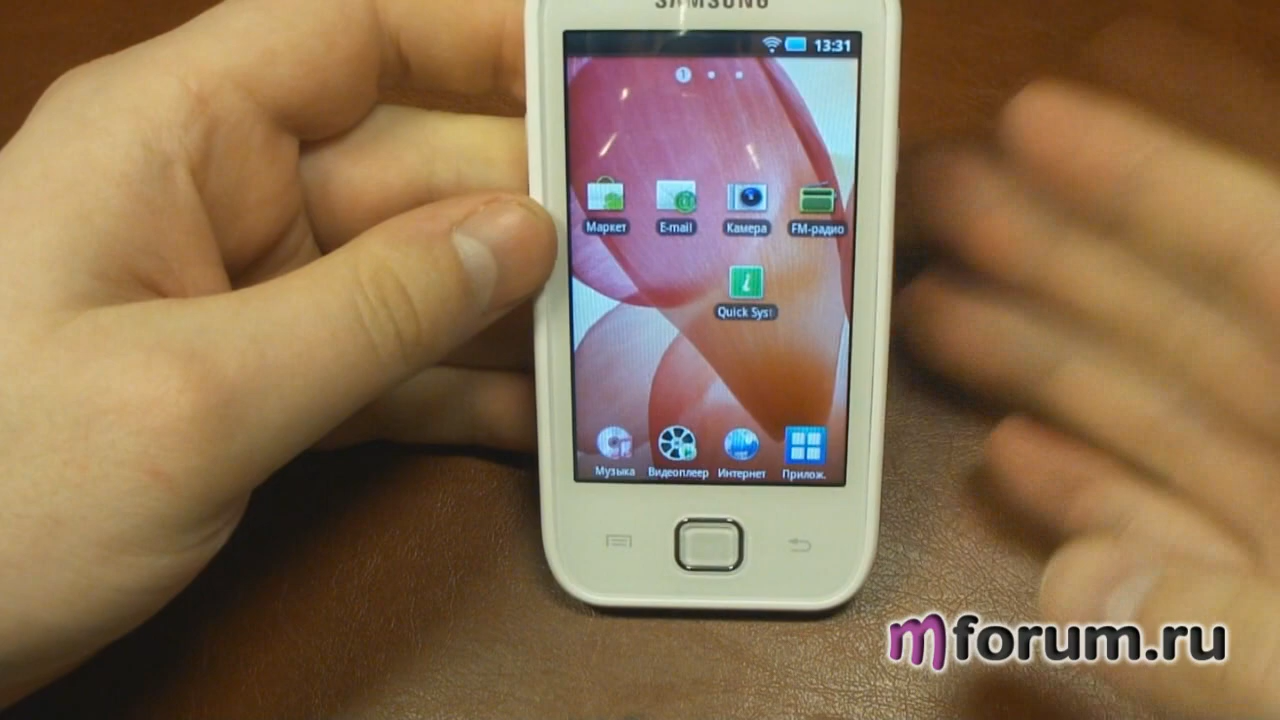 SAMSUNG
13:31
1
Маркет
E-mail
Камера
FM-радио
Quick Syst
Музыка
Видеоплеер
Интернет
Прилож.
mforum.ru